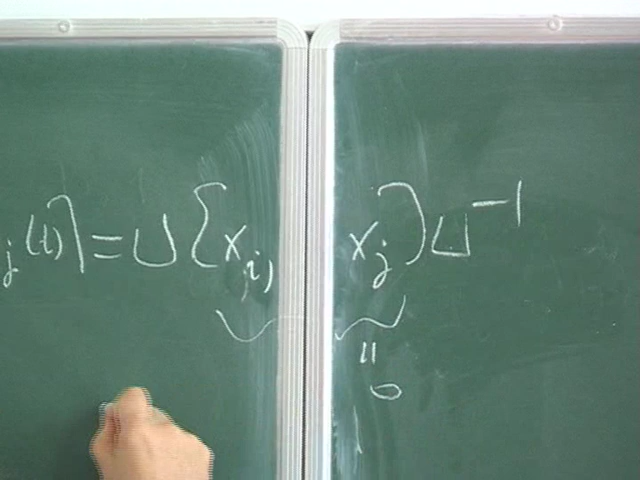 j(t)] = U [x_i, x_j] U^{-1}
=
0